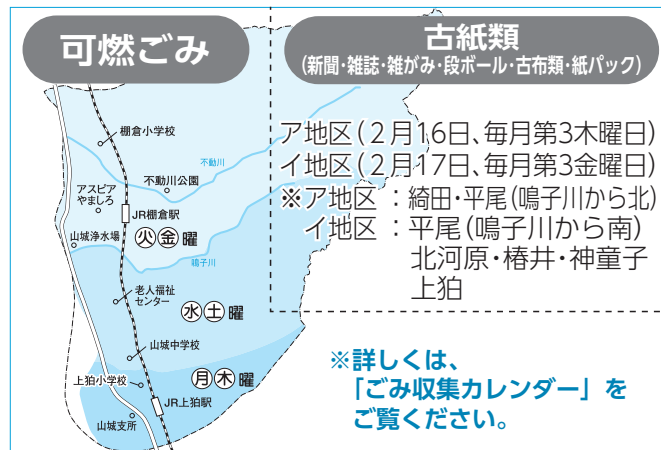 可燃ごみ
古紙類
(新聞・雑誌・雑がみ・段ボール・古布類・紙パック)
ア地区(2月16日、毎月第3木曜日)
イ地区(2月17日、毎月第3金曜日)
※ア地区：綺田・平尾(鳴子川から北)
イ地区：平尾(鳴子川から南)
北河原・椿井・神童子
上狛
棚倉小学校
不動川
不動川公園
アスピア
やましろ
JR棚倉駅
山城浄水場
火金曜
鳴子川
老人福祉
センター
水土曜
山城中学校
上狛小学校
月木曜
JR上狛駅
山城支所
※詳しくは、
「ごみ収集カレンダー」を
ご覧ください。